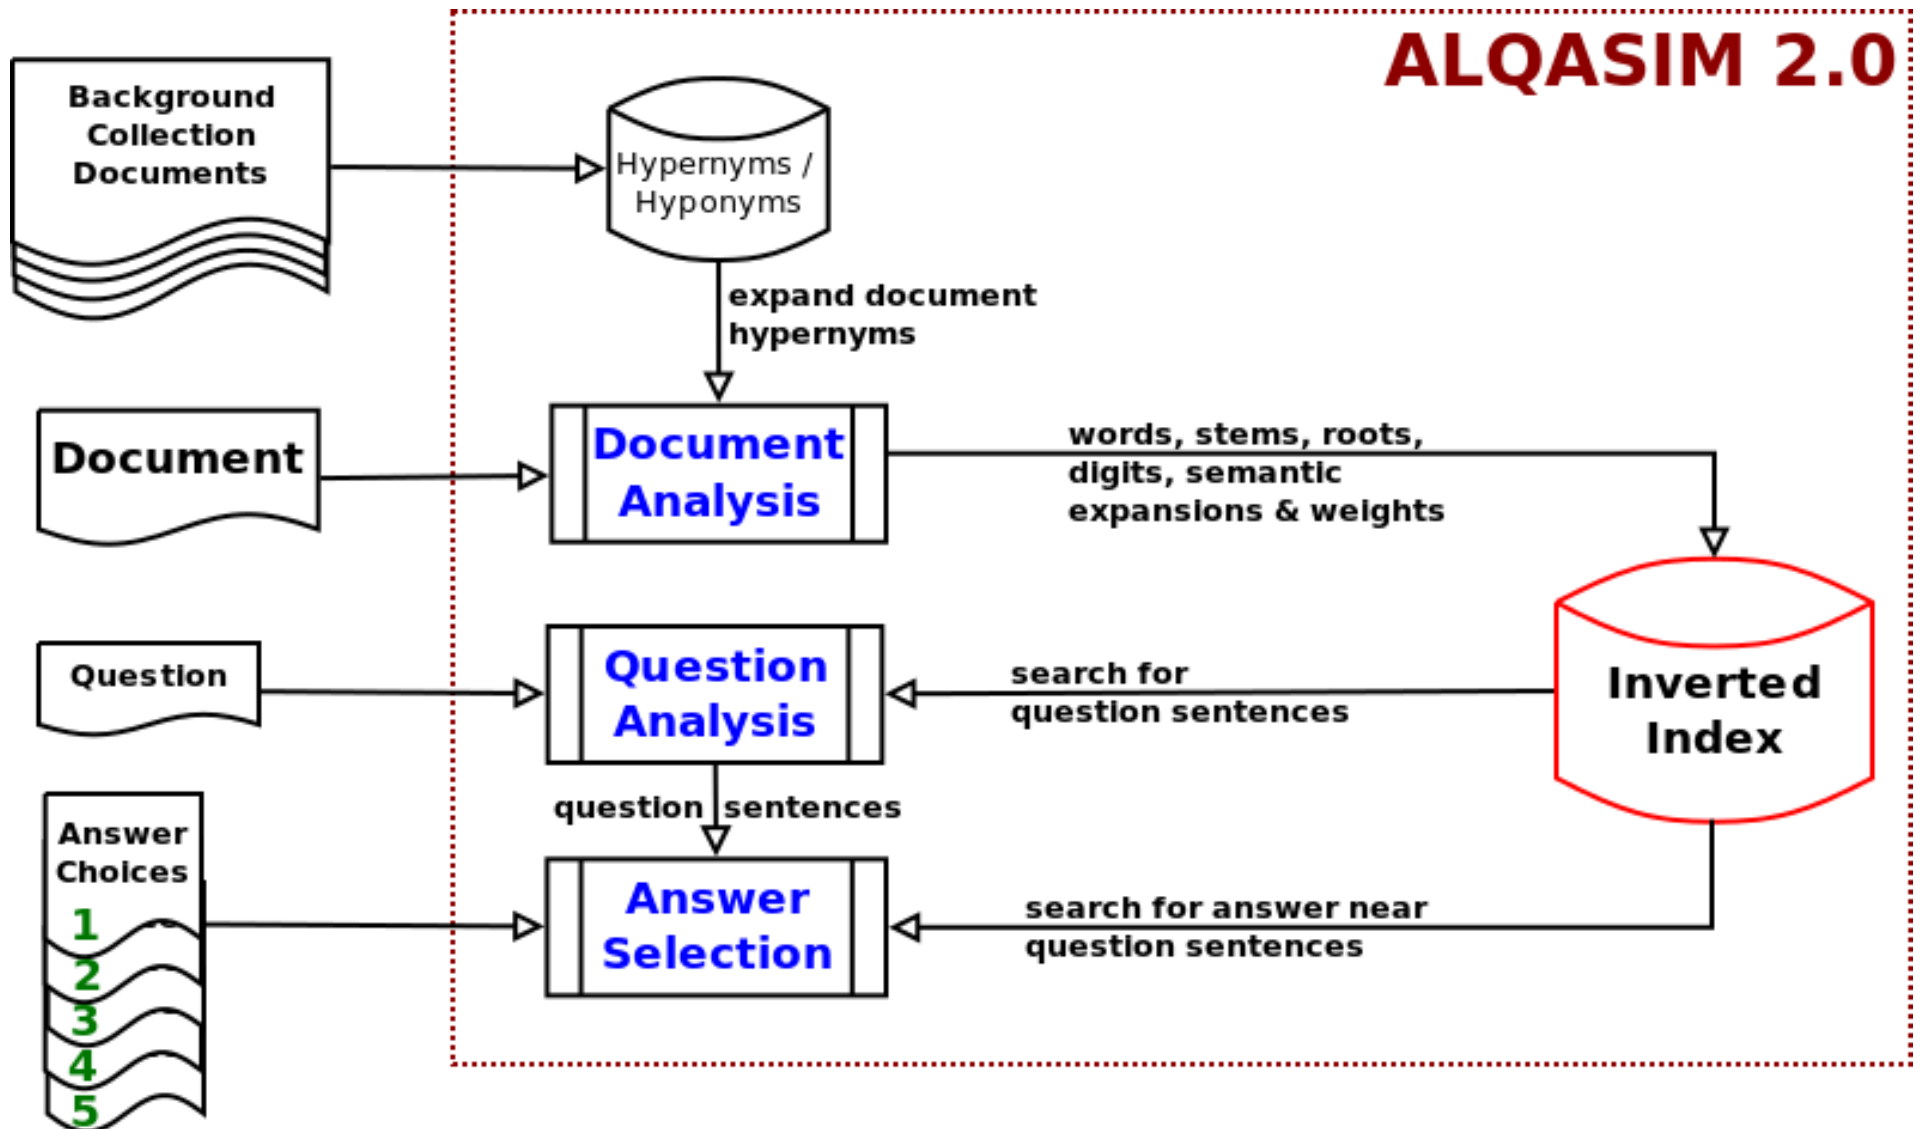 ALQASIM 2.0
Background
Collection
Documents
Hypernyms /
Hyponyms
expand document
hypernyms
Document
Document
Analysis
words, stems, roots,
digits, semantic
expansions & weights
Question
Question
Analysis
search for
question sentences
Inverted
Index
question sentences
Answer
Choices
1
2
3
4
5
Answer
Selection
search for answer near
question sentences